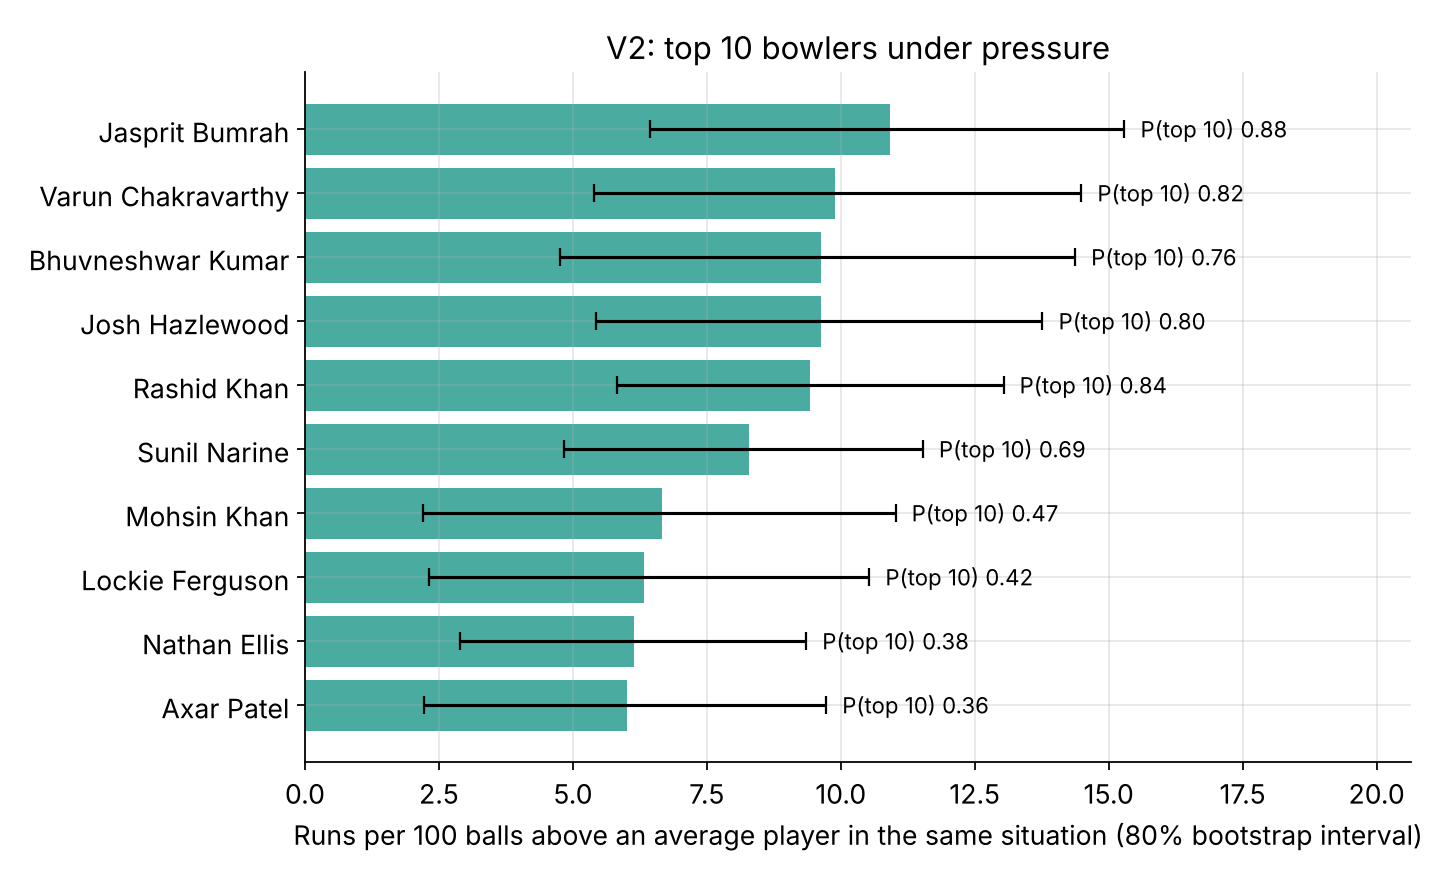 V2: top 10 bowlers under pressure
Jasprit Bumrah P(top 10) 0.88
Varun Chakravarthy P(top 10) 0.82
Bhuvneshwar Kumar P(top 10) 0.76
Josh Hazlewood P(top 10) 0.80
Rashid Khan P(top 10) 0.84
Sunil Narine P(top 10) 0.69
Mohsin Khan P(top 10) 0.47
Lockie Ferguson P(top 10) 0.42
Nathan Ellis P(top 10) 0.38
Axar Patel P(top 10) 0.36
0.0 2.5 5.0 7.5 10.0 12.5 15.0 17.5 20.0
Runs per 100 balls above an average player in the same situation (80% bootstrap interval)